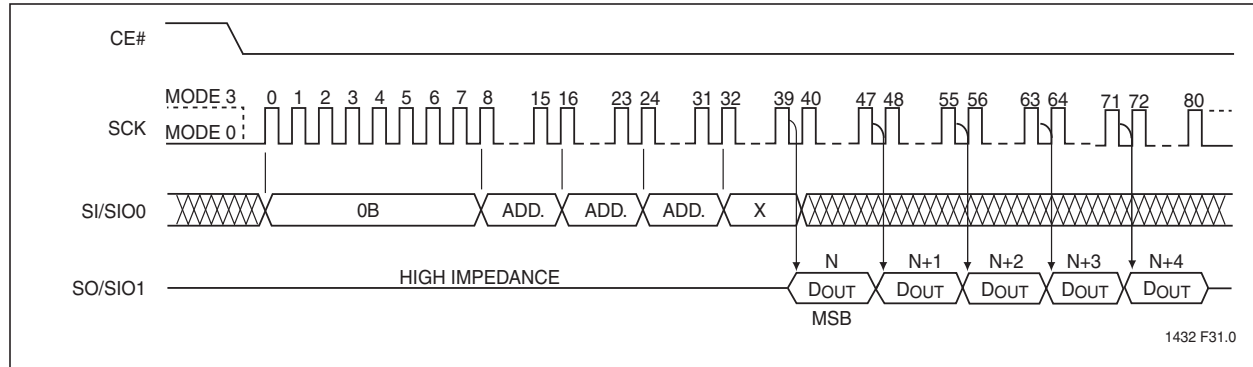 CE#
MODE 3
0 1 2 3 4 5 6 7 8 15 16 23 24 31 32 39 40 47 48 55 56 63 64 71 72 80
SCK
MODE 0
SI/SIO0
0B ADD. ADD. ADD. X
N N+1 N+2 N+3 N+4
HIGH IMPEDANCE
SO/SIO1
DOUT DOUT DOUT DOUT DOUT
MSB
1432 F31.0